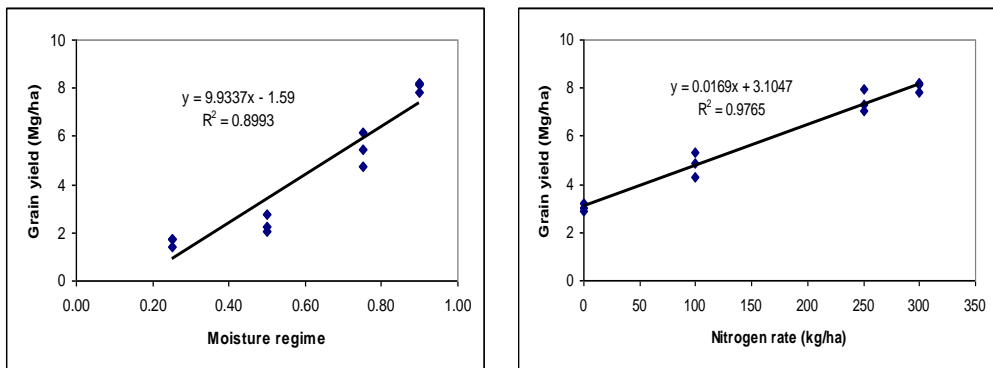 Grain yield (Mg/ha)
10
8
6
4
2
0
y = 9.9337x - 1.59
R² = 0.8993
0.00 0.20 0.40 0.60 0.80 1.00
Moisture regime
Grain yield (Mg/ha)
10
8
6
4
2
0
y = 0.0169x + 3.1047
R² = 0.9765
0 50 100 150 200 250 300 350
Nitrogen rate (kg/ha)